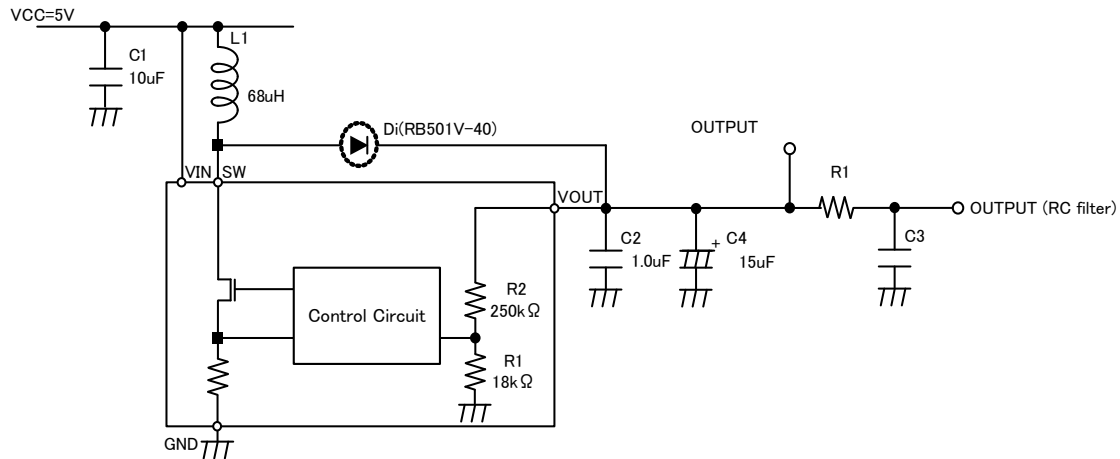 VCC=5V
C1
10uF
L1
68uH
Di(RB501V-40)
OUTPUT
R1
VIN
SW
VOUT
OUTPUT (RC filter)
C2
1.0uF
+
C4
15uF
C3
R2
250kΩ
Control Circuit
R1
18kΩ
GND